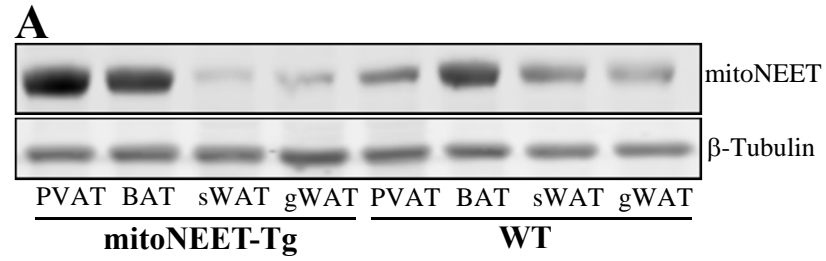 A
mitoNEET
β-Tubulin
PVAT BAT sWAT gWAT PVAT BAT sWAT gWAT
mitoNEET-Tg WT